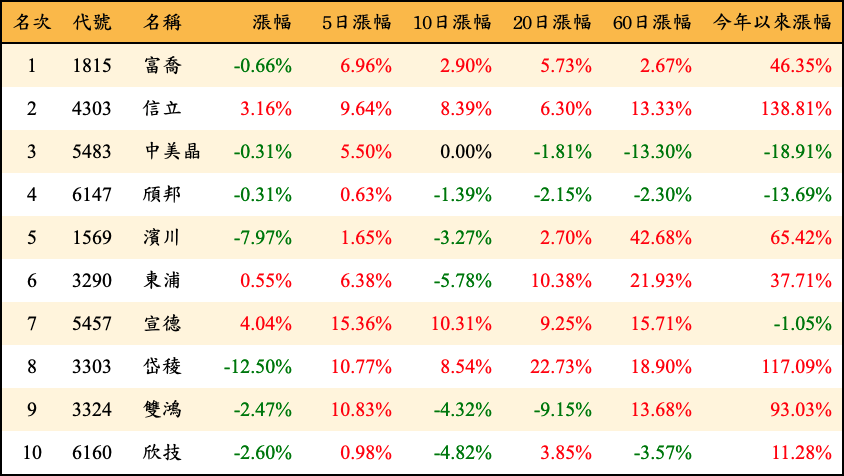 名次 代號 名稱 漲幅 5日漲幅 10日漲幅 20日漲幅 60日漲幅 今年以來漲幅
1 1815 富喬 -0.66% 6.96% 2.90% 5.73% 2.67% 46.35%
2 4303 信立 3.16% 9.64% 8.39% 6.30% 13.33% 138.81%
3 5483 中美晶 -0.31% 5.50% 0.00% -1.81% -13.30% -18.91%
4 6147 頎邦 -0.31% 0.63% -1.39% -2.15% -2.30% -13.69%
5 1569 濱川 -7.97% 1.65% -3.27% 2.70% 42.68% 65.42%
6 3290 東浦 0.55% 6.38% -5.78% 10.38% 21.93% 37.71%
7 5457 宣德 4.04% 15.36% 10.31% 9.25% 15.71% -1.05%
8 3303 岱稜 -12.50% 10.77% 8.54% 22.73% 18.90% 117.09%
9 3324 雙鴻 -2.47% 10.83% -4.32% -9.15% 13.68% 93.03%
10 6160 欣技 -2.60% 0.98% -4.82% 3.85% -3.57% 11.28%